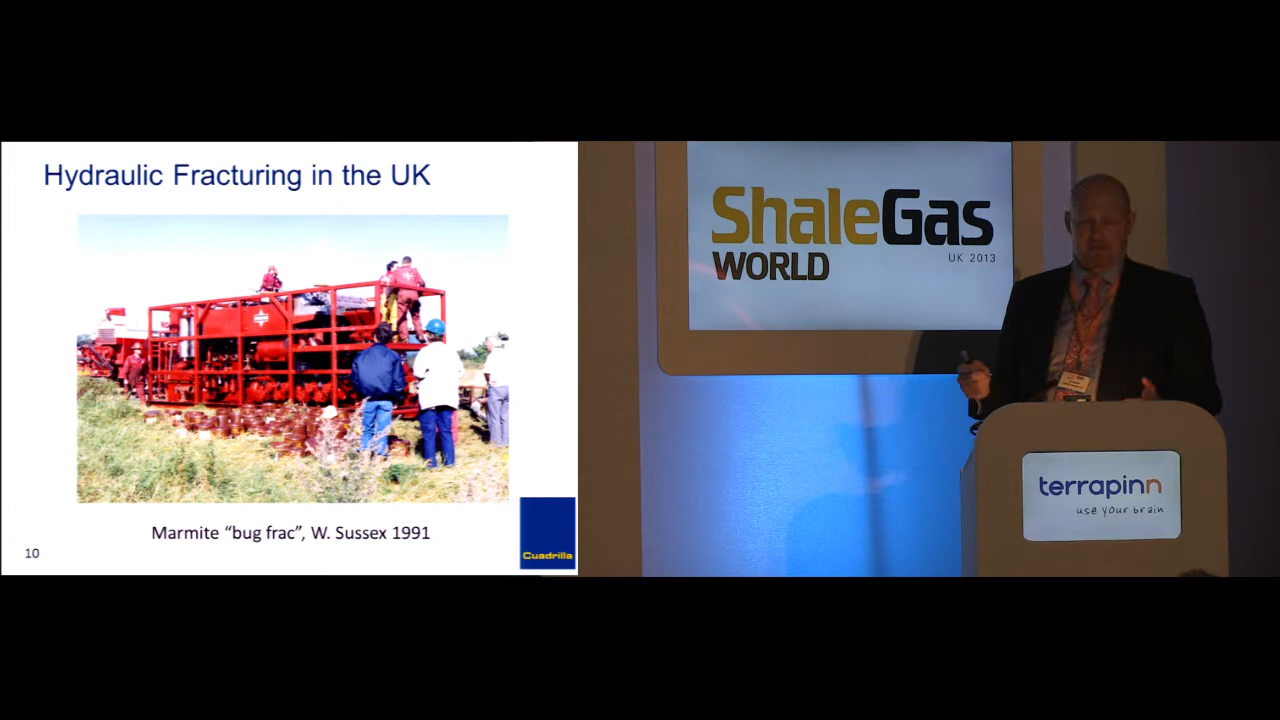 Hydraulic Fracturing in the UK
Marmite “bug frac”, W. Sussex 1991
10
Cuadrilla
ShaleGas
WORLD
UK 2013
terrapinn
use your brain